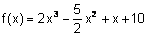 f(x) = 2x³ − 5/2 x² + x + 10